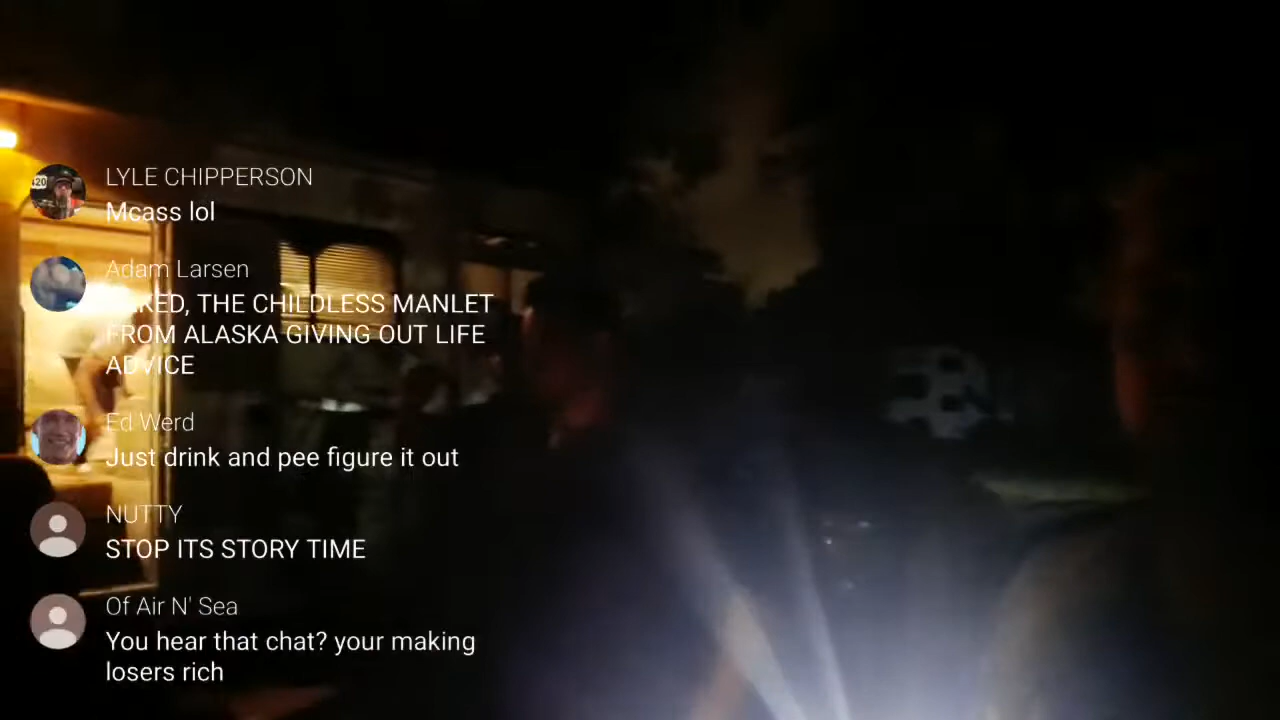 LYLE CHIPPERSON
Mcass lol
Adam Larsen
THE CHILDLESS MANLET
FROM ALASKA GIVING OUT LIFE
ADVICE
Ed Werd
Just drink and pee figure it out
NUTTY
STOP ITS STORY TIME
Of Air N' Sea
You hear that chat? your making
losers rich